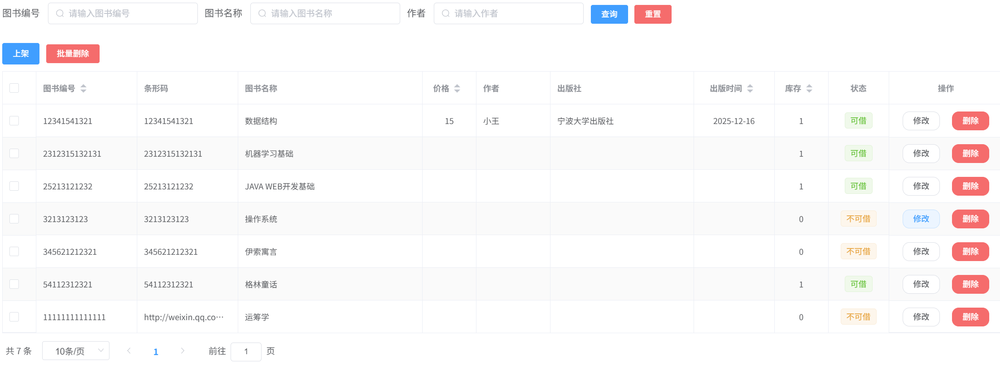 图书编号 请输入图书编号 图书名称 请输入图书名称 作者 请输入作者 查询 重置
上架 批量删除
图书编号 条形码 图书名称 价格 作者 出版社 出版时间 库存 状态 操作
12341541321 12341541321 数据结构 15 小王 宁波大学出版社 2025-12-16 1 可借 修改 删除
2312315132131 2312315132131 机器学习基础 1 可借 修改 删除
25213121232 25213121232 JAVA WEB开发基础 1 可借 修改 删除
3213123123 3213123123 操作系统 0 不可借 修改 删除
345621212321 345621212321 伊索寓言 0 不可借 修改 删除
54112312321 54112312321 格林童话 1 可借 修改 删除
11111111111111 http://weixin.qq.co… 运筹学 0 不可借 修改 删除
共 7 条 10条/页 1 前往 1 页